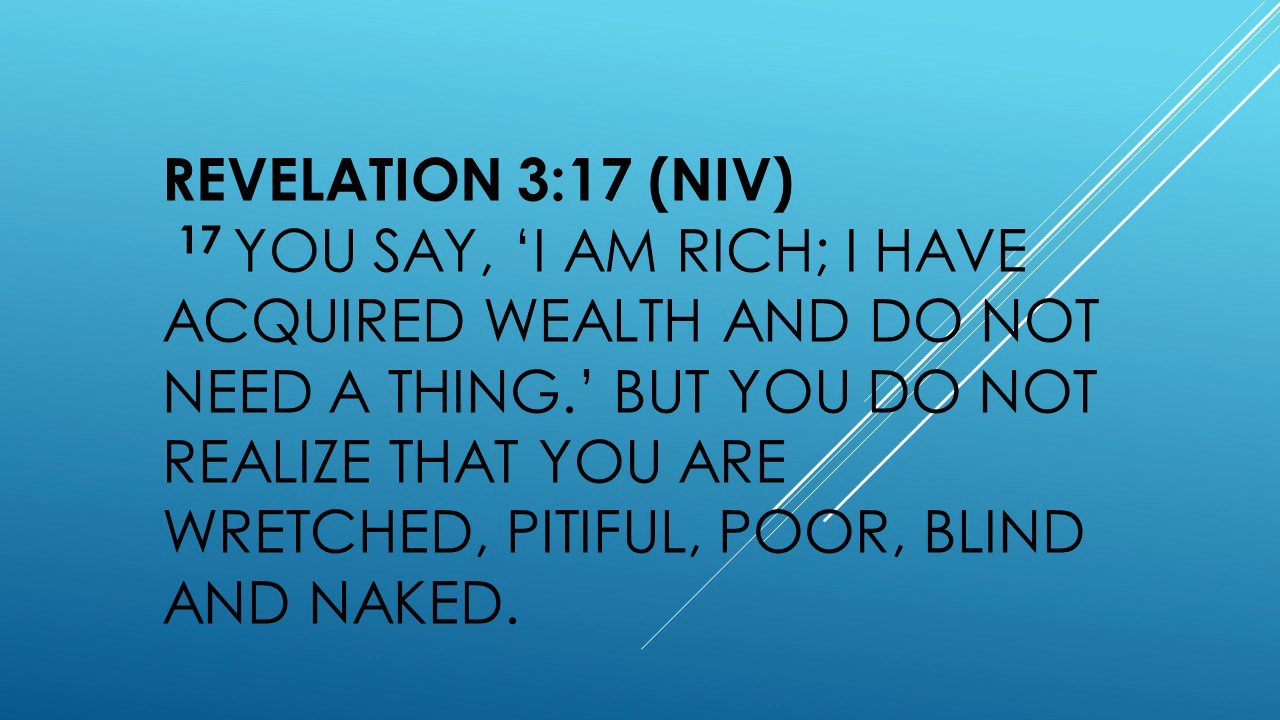 REVELATION 3:17 (NIV)
17 YOU SAY, ‘I AM RICH; I HAVE
ACQUIRED WEALTH AND DO NOT
NEED A THING.’ BUT YOU DO NOT
REALIZE THAT YOU ARE
WRETCHED, PITIFUL, POOR, BLIND
AND NAKED.